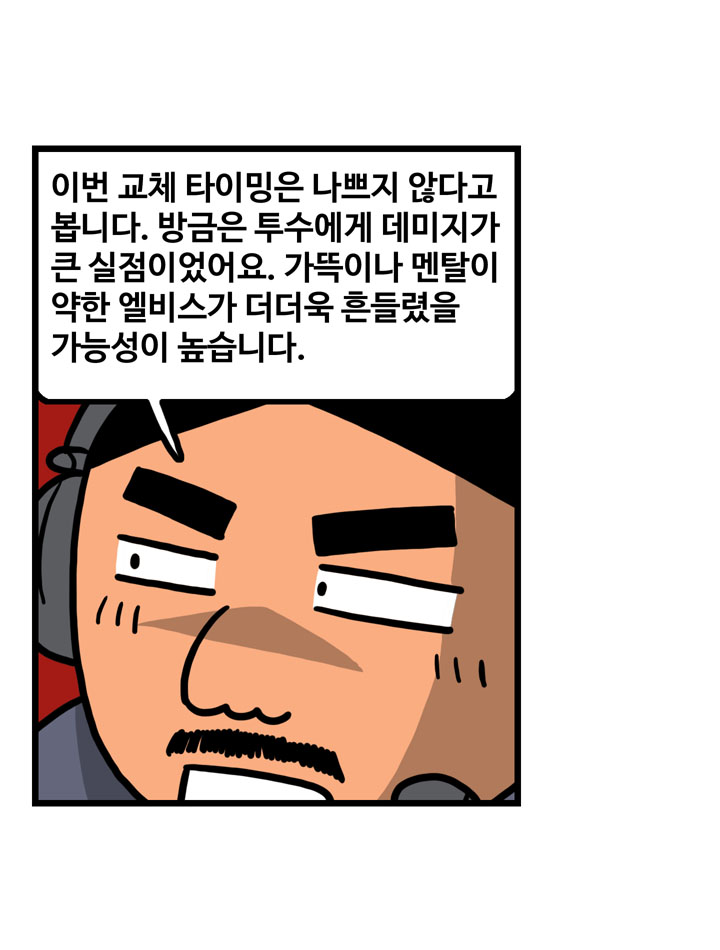 이번 교체 타이밍은 나쁘지 않다고
봅니다. 방금은 투수에게 데미지가
큰 실점이었어요. 가뜩이나 멘탈이
약한 엘비스가 더더욱 흔들렸을
가능성이 높습니다.